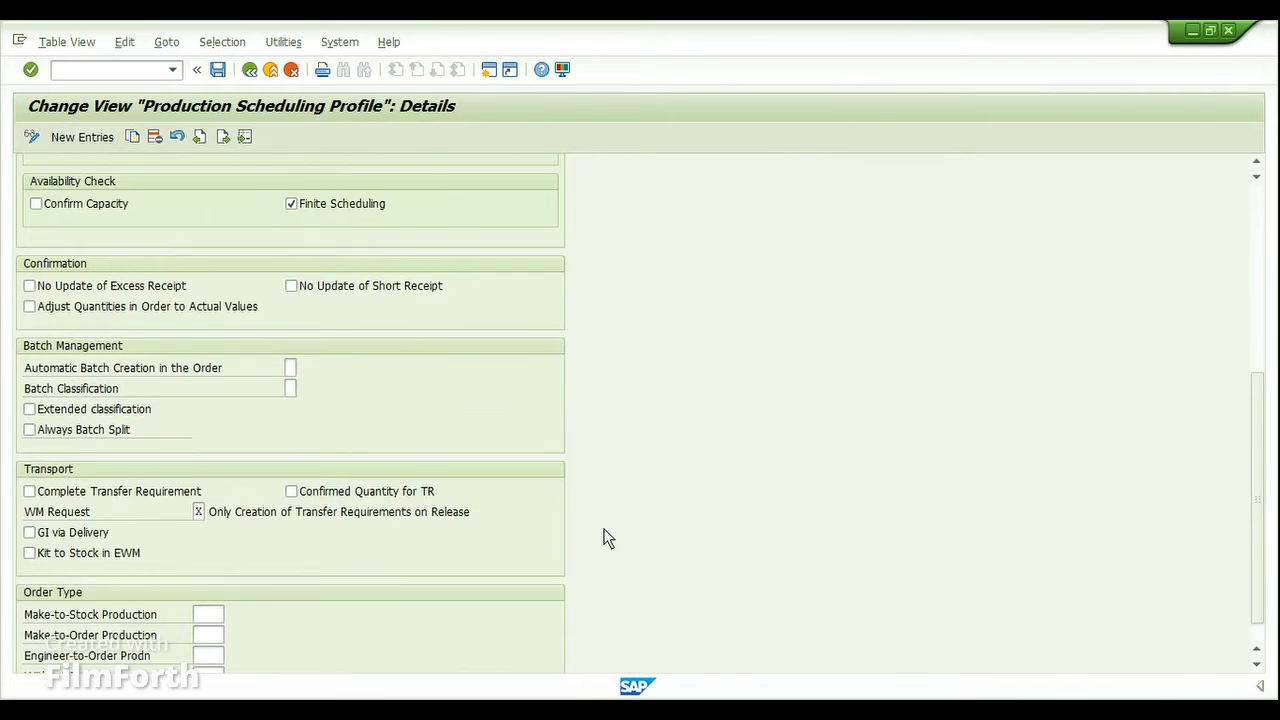 Table View Edit Goto Selection Utilities System Help
Change View "Production Scheduling Profile": Details
New Entries
Availability Check
Confirm Capacity Finite Scheduling
Confirmation
No Update of Excess Receipt No Update of Short Receipt
Adjust Quantities in Order to Actual Values
Batch Management
Automatic Batch Creation in the Order
Batch Classification
Extended classification
Always Batch Split
Transport
Complete Transfer Requirement Confirmed Quantity for TR
WM Request X Only Creation of Transfer Requirements on Release
GI via Delivery
Kit to Stock in EWM
Order Type
Make-to-Stock Production
Make-to-Order Production
Engineer-to-Order Prodn
Created with
FilmForth
SAP